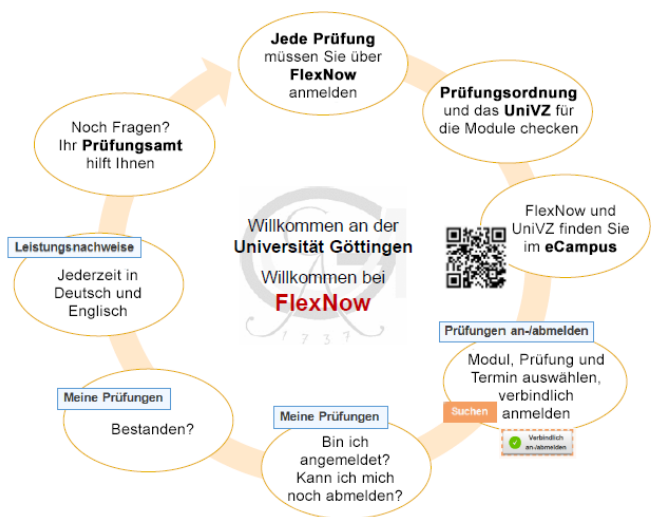 Jede Prüfung
müssen Sie über
FlexNow
anmelden
Prüfungsordnung
und das UniVZ für
die Module checken
FlexNow und
UniVZ finden Sie
im eCampus
Prüfungen an-/abmelden
Modul, Prüfung und
Termin auswählen,
verbindlich
anmelden
Suchen
Verbindlich
an-/abmelden
Meine Prüfungen
Bin ich
angemeldet?
Kann ich mich
noch abmelden?
Meine Prüfungen
Bestanden?
Leistungsnachweise
Jederzeit in
Deutsch und
Englisch
Noch Fragen?
Ihr Prüfungsamt
hilft Ihnen
Willkommen an der
Universität Göttingen
Willkommen bei
FlexNow
1737